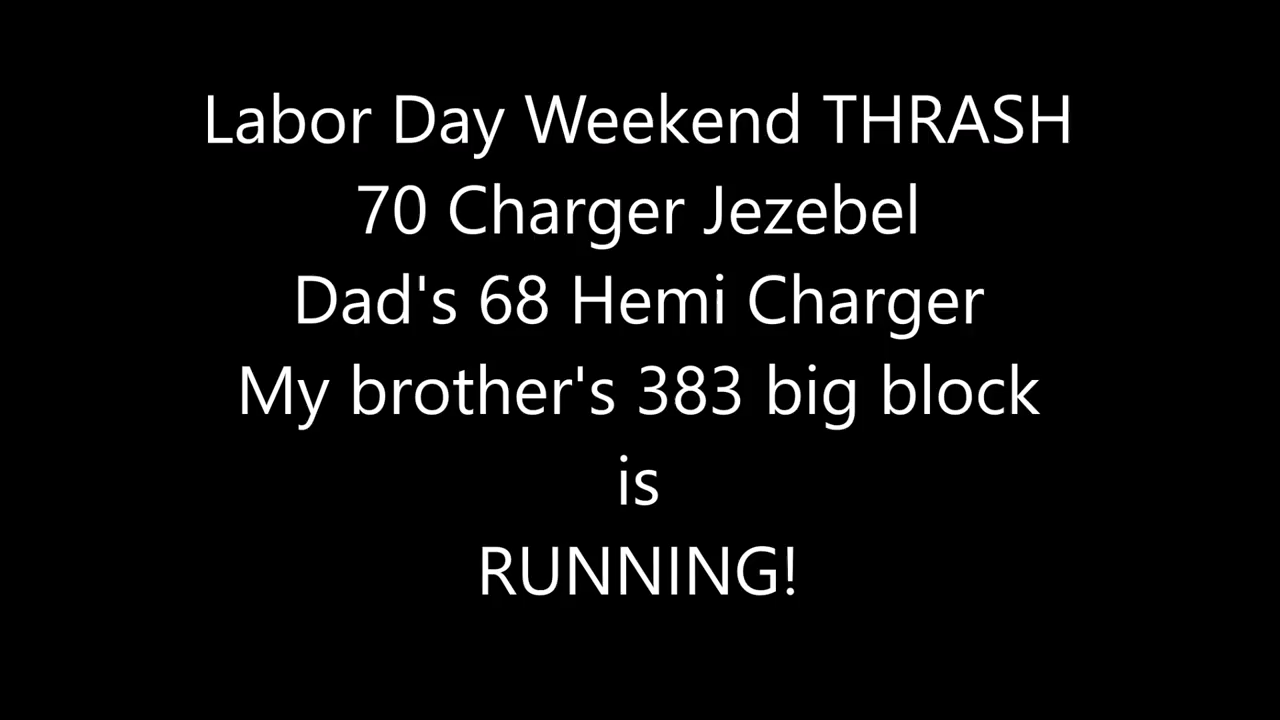 Labor Day Weekend THRASH
70 Charger Jezebel
Dad's 68 Hemi Charger
My brother's 383 big block
is
RUNNING!